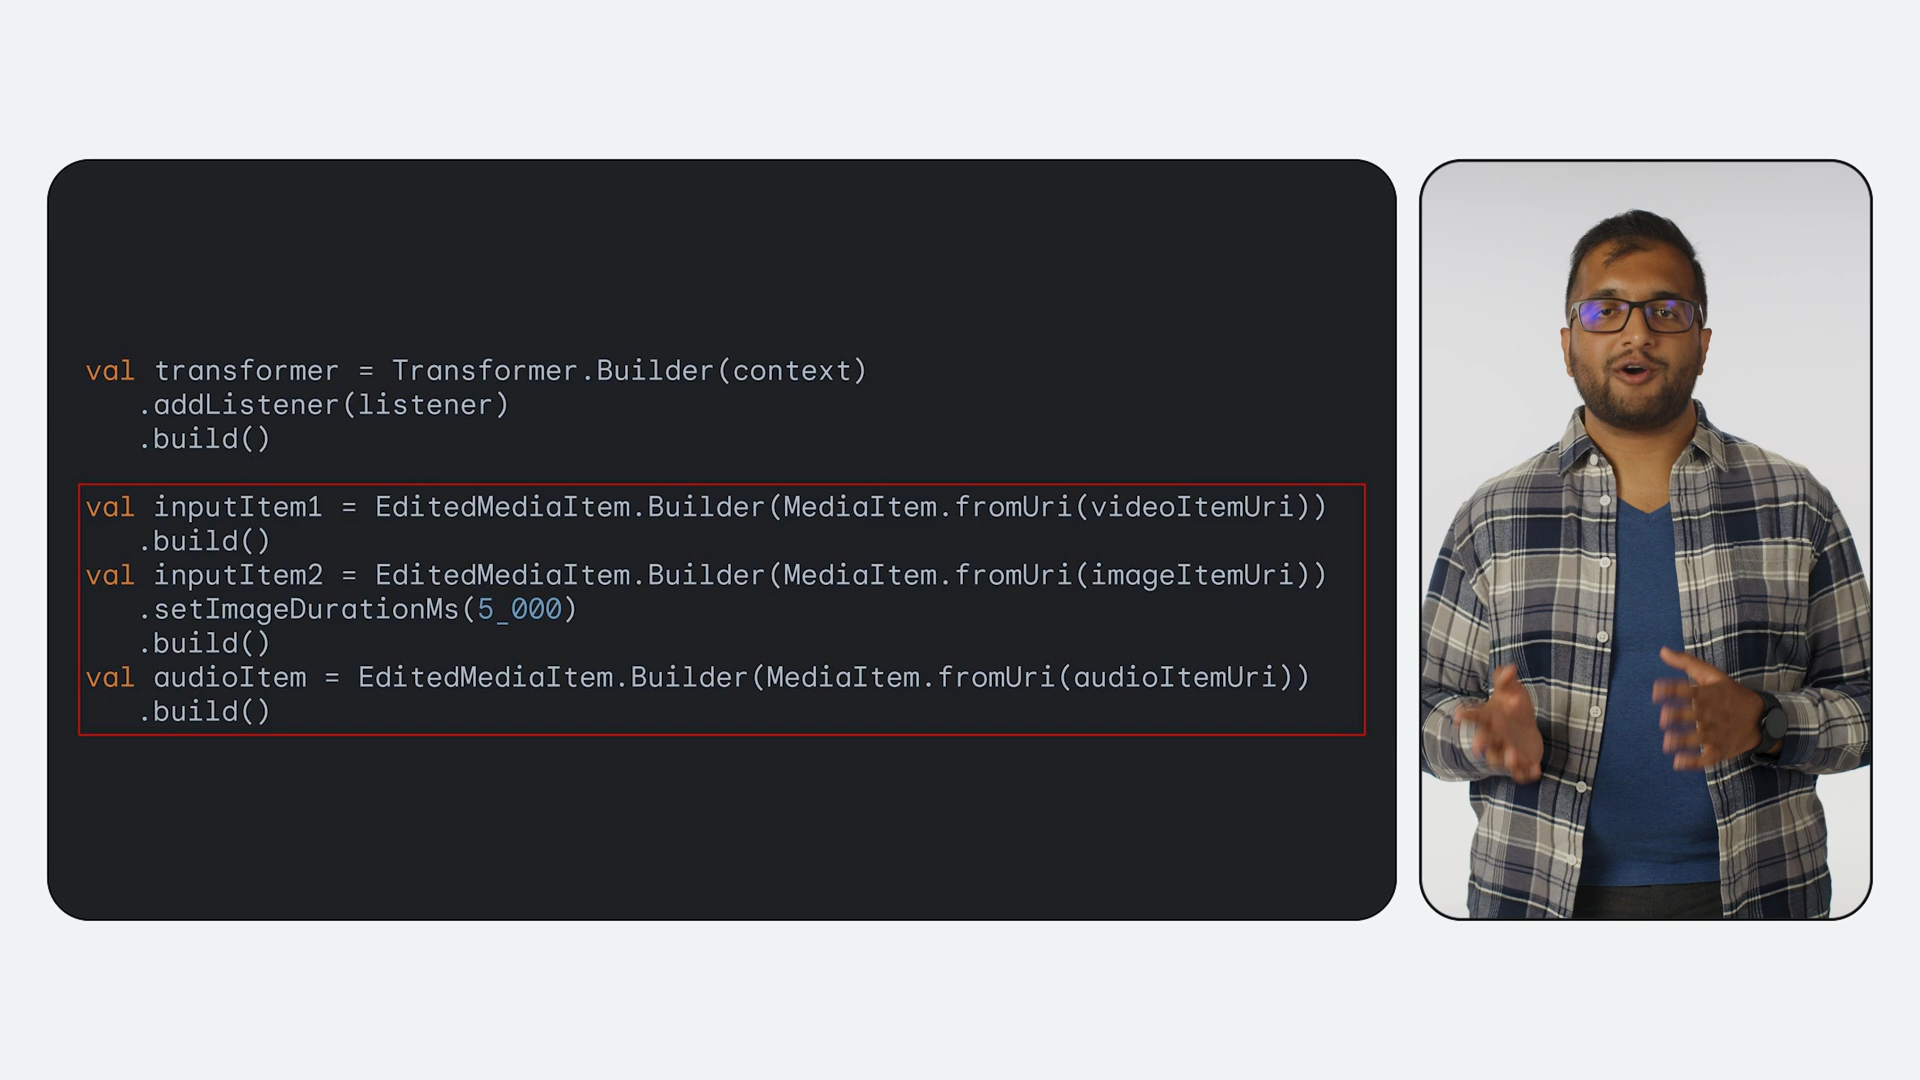 val transformer = Transformer.Builder(context)
.addListener(listener)
.build()
val inputItem1 = EditedMediaItem.Builder(MediaItem.fromUri(videoItemUri))
.build()
val inputItem2 = EditedMediaItem.Builder(MediaItem.fromUri(imageItemUri))
.setImageDurationMs(5_000)
.build()
val audioItem = EditedMediaItem.Builder(MediaItem.fromUri(audioItemUri))
.build()